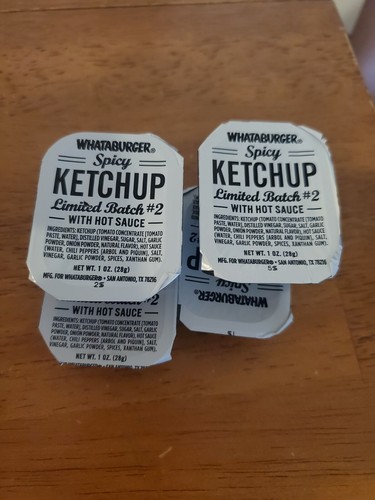 WHATABURGER®
Spicy
KETCHUP
Limited Batch #2
WITH HOT SAUCE
INGREDIENTS: KETCHUP (TOMATO CONCENTRATE (TOMATO
PASTE, WATER), DISTILLED VINEGAR, SUGAR, SALT, GARLIC
POWDER, ONION POWDER, NATURAL FLAVOR), HOT SAUCE
(WATER, CHILI PEPPERS [ARBOL AND PIQUIN], SALT,
VINEGAR, GARLIC POWDER, SPICES, XANTHAN GUM).
NET WT. 1 OZ. (28g)
MFG. FOR WHATABURGER® • SAN ANTONIO, TX 78216
WHATABURGER®
Spicy
KETCHUP
Limited Batch #2
WITH HOT SAUCE
INGREDIENTS: KETCHUP (TOMATO CONCENTRATE (TOMATO
PASTE, WATER), DISTILLED VINEGAR, SUGAR, SALT, GARLIC
POWDER, ONION POWDER, NATURAL FLAVOR), HOT SAUCE
(WATER, CHILI PEPPERS [ARBOL AND PIQUIN], SALT,
VINEGAR, GARLIC POWDER, SPICES, XANTHAN GUM).
NET WT. 1 OZ. (28g)
MFG. FOR WHATABURGER® • SAN ANTONIO, TX 78216
Batch #2
WITH HOT SAUCE
INGREDIENTS: KETCHUP (TOMATO CONCENTRATE (TOMATO
PASTE, WATER), DISTILLED VINEGAR, SUGAR, SALT, GARLIC
POWDER, ONION POWDER, NATURAL FLAVOR), HOT SAUCE
(WATER, CHILI PEPPERS [ARBOL AND PIQUIN], SALT,
VINEGAR, GARLIC POWDER, SPICES, XANTHAN GUM).
NET WT. 1 OZ. (28g)
WHATABURGER®
Spicy